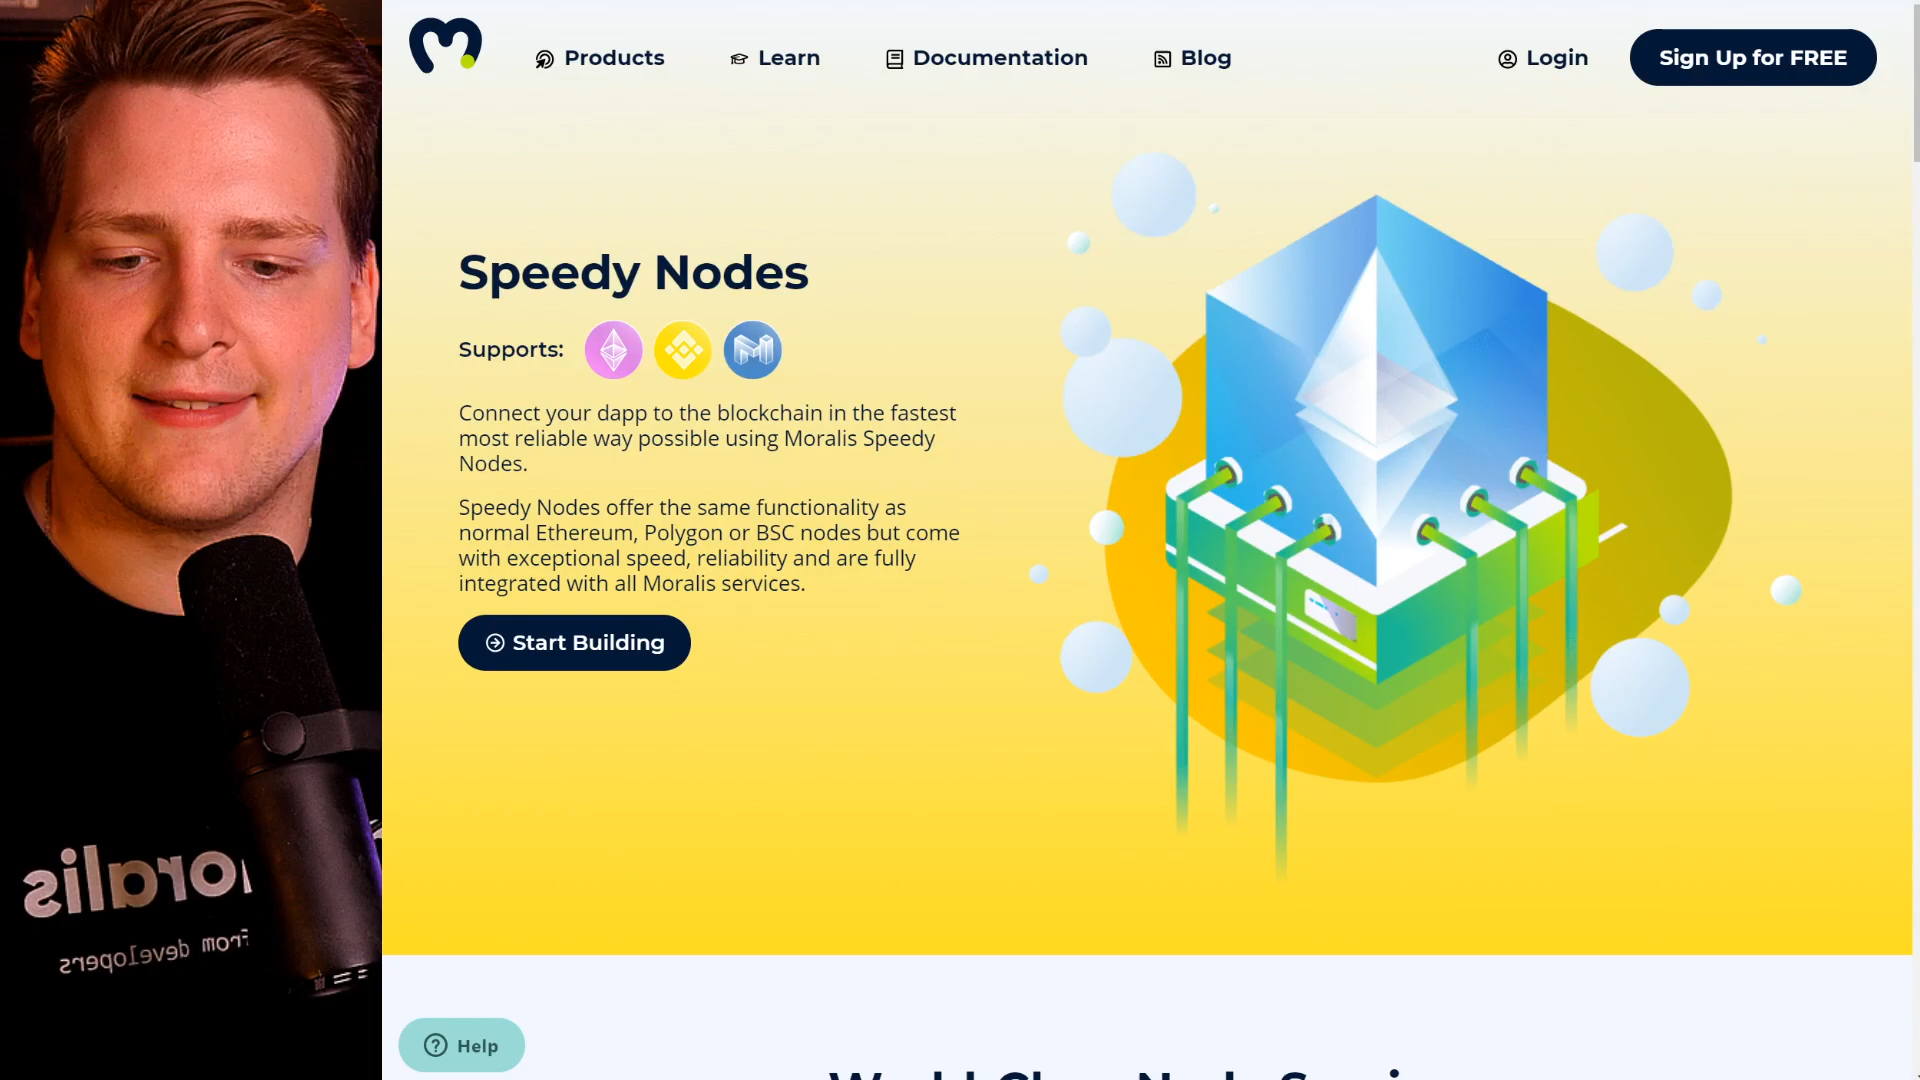 Products
Learn
Documentation
Blog
Login
Sign Up for FREE
Speedy Nodes
Supports:
Connect your dapp to the blockchain in the fastest
most reliable way possible using Moralis Speedy
Nodes.
Speedy Nodes offer the same functionality as
normal Ethereum, Polygon or BSC nodes but come
with exceptional speed, reliability and are fully
integrated with all Moralis services.
Start Building
Help
oralis
From developers